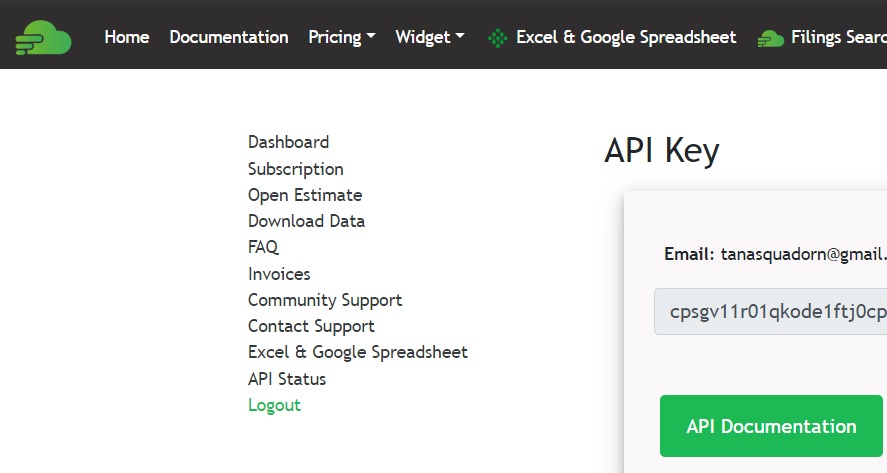 Home Documentation Pricing Widget Excel & Google Spreadsheet Filings Searc
Dashboard
Subscription
Open Estimate
Download Data
FAQ
Invoices
Community Support
Contact Support
Excel & Google Spreadsheet
API Status
Logout
API Key
Email: tanasquadorn@gmail.
cpsgv11r01qkode1ftj0cp
API Documentation